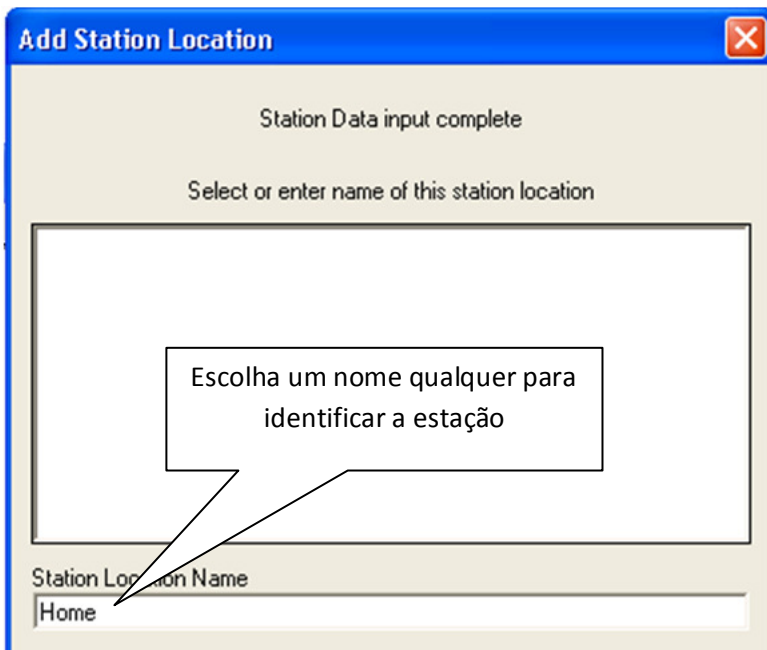 Add Station Location
Station Data input complete
Select or enter name of this station location
Escolha um nome qualquer para
identificar a estação
Station Location Name
Home